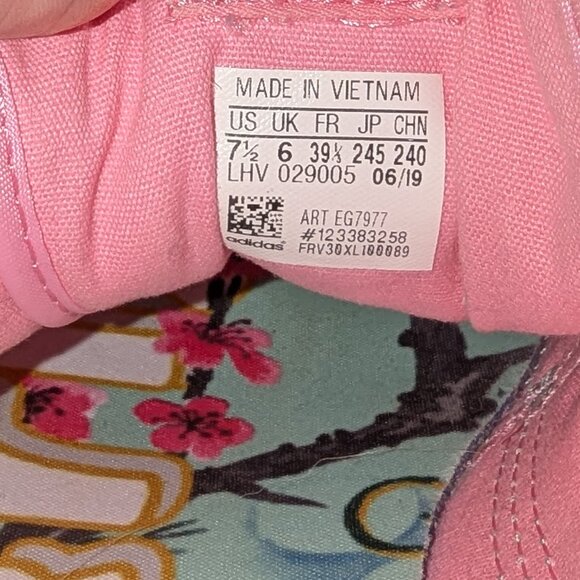 MADE IN VIETNAM
US UK FR JP CHN
7½ 6 39⅓ 245 240
LHV 029005 06/19
ART EG7977
#123383258
adidas FRV30XL100089